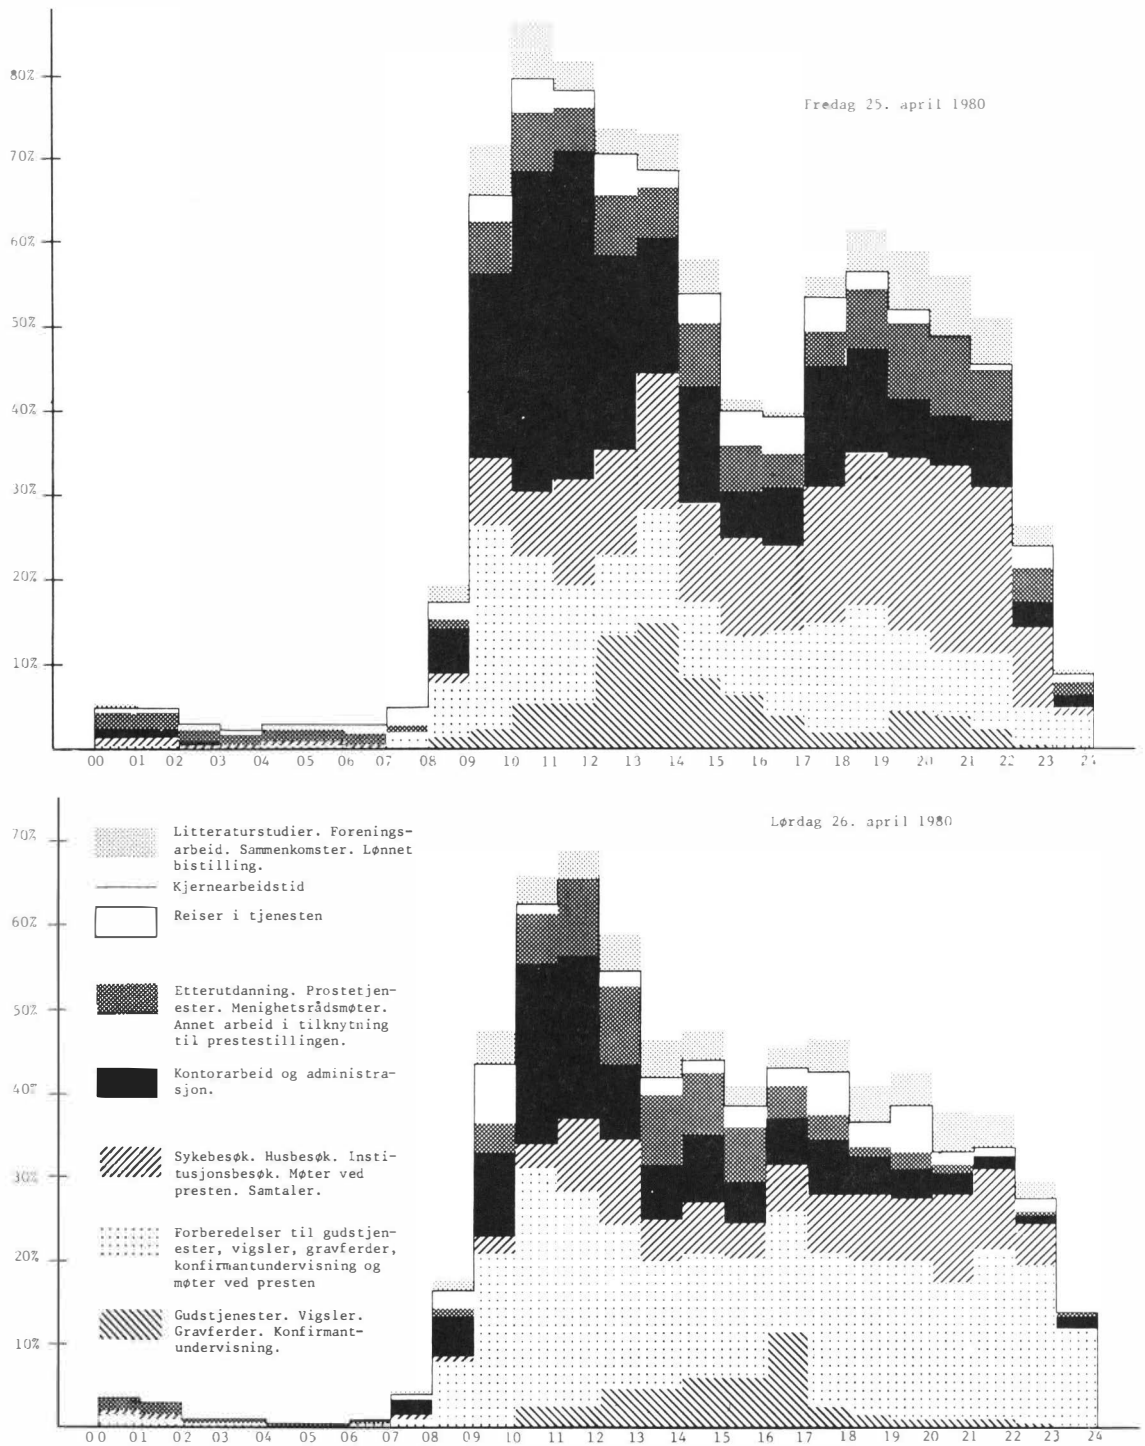 80%
Fredag 25. april 1980
70%
60%
50%
40%
30%
20%
10%
00 01 02 03 04 05 06 07 08 09 10 11 12 13 14 15 16 17 18 19 20 21 22 23 24
Lørdag 26. april 1980
70%
Litteraturstudier. Forenings-
arbeid. Sammenkomster. Lønnet
bistilling.
Kjernearbeidstid
Reiser i tjenesten
60%
Etterutdanning. Prostetjen-
ester. Menighetsrådsmøter.
Annet arbeid i tilknytning
til prestestillingen.
50%
Kontorarbeid og administra-
sjon.
40%
Sykebesøk. Husbesøk. Insti-
tusjonsbesøk. Møter ved
presten. Samtaler.
30%
Forberedelser til gudstjen-
ester, vigsler, gravferder,
konfirmantundervisning og
møter ved presten
20%
Gudstjenester. Vigsler.
Gravferder. Konfirmant-
undervisning.
10%
00 01 02 03 04 05 06 07 08 09 10 11 12 13 14 15 16 17 18 19 20 21 22 23 24